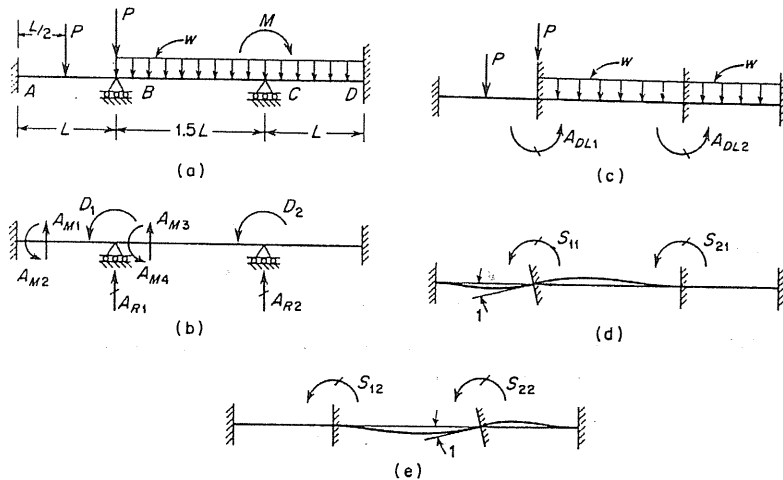 L/2 P P w M
A B C D
L 1.5L L
(a)
P P w w
A_DL1 A_DL2
(c)
D_1 D_2
A_M1 A_M3
A_M2 A_M4
A_R1 A_R2
(b)
S_11 S_21
1
(d)
S_12 S_22
1
(e)